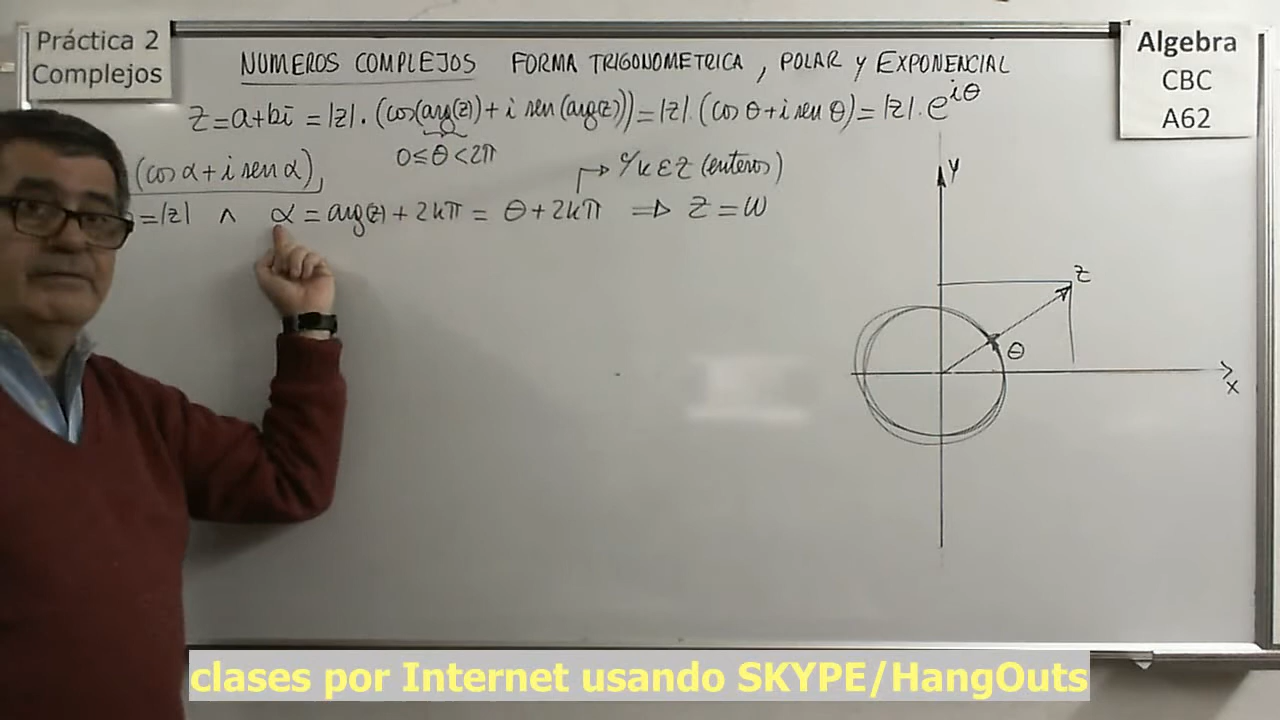 Práctica 2
Complejos
NUMEROS COMPLEJOS FORMA TRIGONOMETRICA, POLAR y EXPONENCIAL
Algebra
CBC
A62
z=a+bi = |z|.(cos(arg(z))+i sen(arg(z)))=|z|.(cos θ+i sen θ)=|z|.e^{iθ}
0≤θ<2π
(cos α+i sen α),
↱ c/k ∈ Z (enteros)
=|z| ∧ α = arg(z)+2kπ = θ+2kπ ⇒ z = w
y
z
θ
x
clases por Internet usando SKYPE/HangOuts